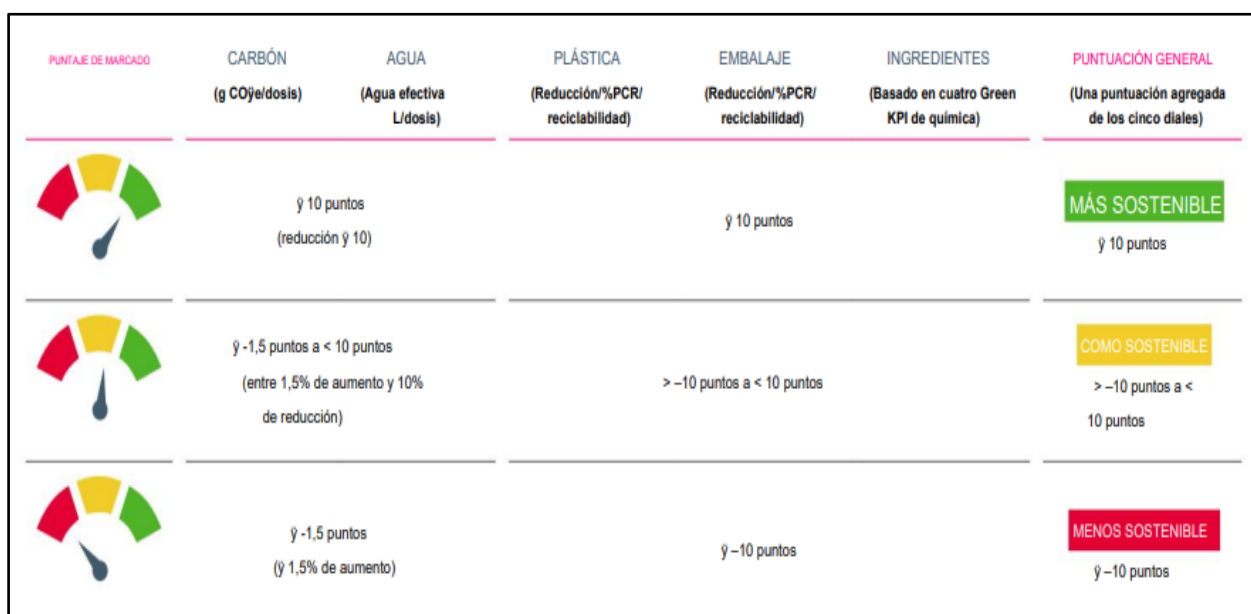 PUNTAJE DE MARCADO
CARBÓN
AGUA
PLÁSTICA
EMBALAJE
INGREDIENTES
PUNTUACIÓN GENERAL
(g COÿe/dosis)
(Agua efectiva
L/dosis)
(Reducción/%PCR/
reciclabilidad)
(Reducción/%PCR/
reciclabilidad)
(Basado en cuatro Green
KPI de química)
(Una puntuación agregada
de los cinco diales)
ÿ 10 puntos
(reducción ÿ 10)
ÿ 10 puntos
MÁS SOSTENIBLE
ÿ 10 puntos
ÿ -1,5 puntos a < 10 puntos
(entre 1,5% de aumento y 10%
de reducción)
> –10 puntos a < 10 puntos
COMO SOSTENIBLE
> –10 puntos a <
10 puntos
ÿ -1,5 puntos
(ÿ 1,5% de aumento)
ÿ –10 puntos
MENOS SOSTENIBLE
ÿ –10 puntos